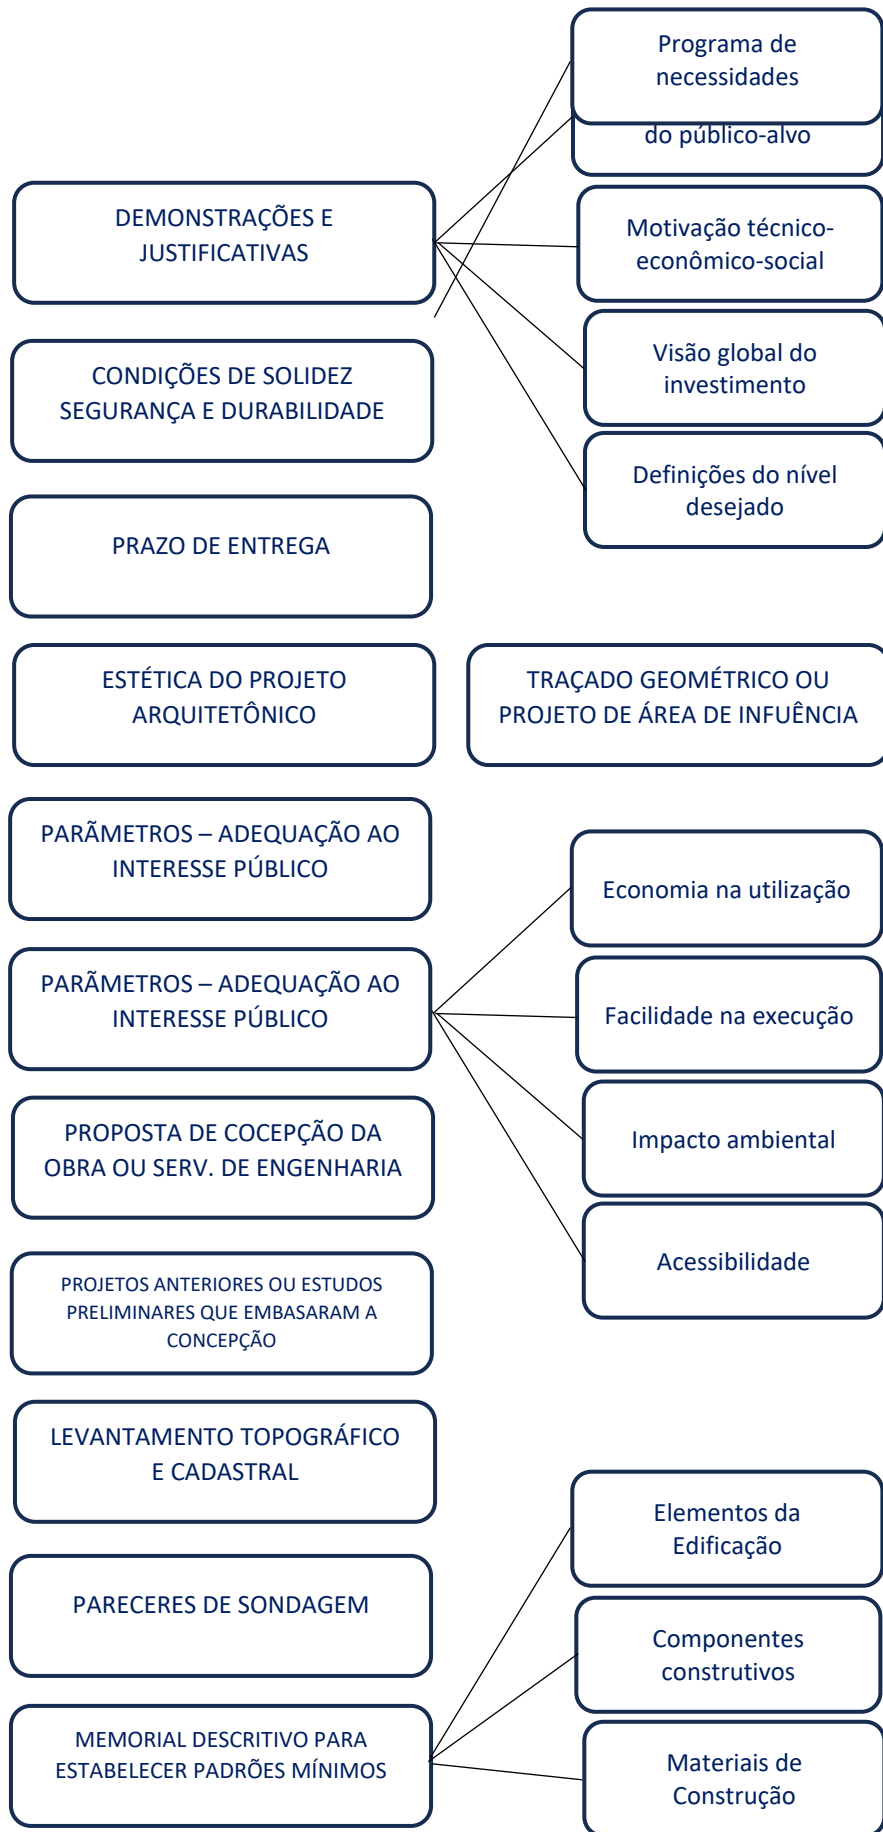 Programa de
necessidades
do público-alvo
DEMONSTRAÇÕES E
JUSTIFICATIVAS
Motivação técnico-
econômico-social
Visão global do
investimento
CONDIÇÕES DE SOLIDEZ
SEGURANÇA E DURABILIDADE
Definições do nível
desejado
PRAZO DE ENTREGA
ESTÉTICA DO PROJETO
ARQUITETÔNICO
TRAÇADO GEOMÉTRICO OU
PROJETO DE ÁREA DE INFUÊNCIA
PARÃMETROS – ADEQUAÇÃO AO
INTERESSE PÚBLICO
Economia na utilização
PARÃMETROS – ADEQUAÇÃO AO
INTERESSE PÚBLICO
Facilidade na execução
PROPOSTA DE COCEPÇÃO DA
OBRA OU SERV. DE ENGENHARIA
Impacto ambiental
Acessibilidade
PROJETOS ANTERIORES OU ESTUDOS
PRELIMINARES QUE EMBASARAM A
CONCEPÇÃO
LEVANTAMENTO TOPOGRÁFICO
E CADASTRAL
Elementos da
Edificação
PARECERES DE SONDAGEM
Componentes
construtivos
MEMORIAL DESCRITIVO PARA
ESTABELECER PADRÕES MÍNIMOS
Materiais de
Construção